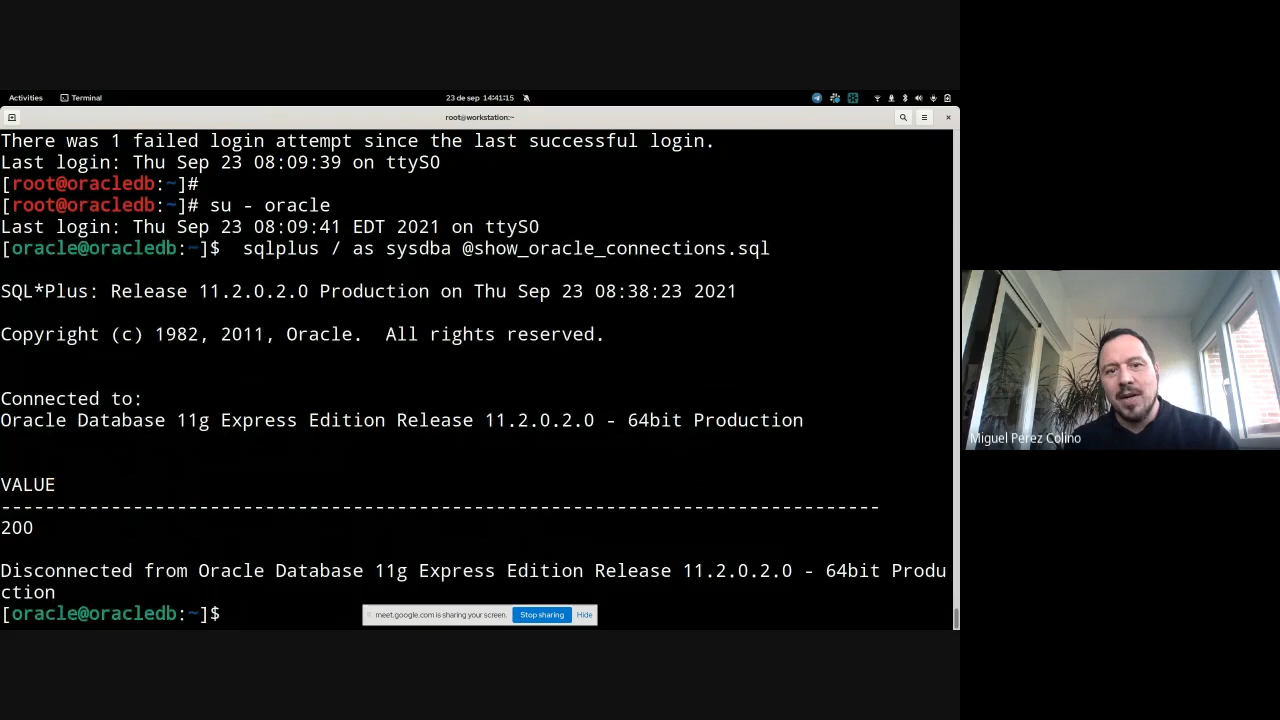 Activities
Terminal
23 de sep 14:41:15
root@workstation:~
There was 1 failed login attempt since the last successful login.
Last login: Thu Sep 23 08:09:39 on ttyS0
[root@oracledb:~]#
[root@oracledb:~]# su - oracle
Last login: Thu Sep 23 08:09:41 EDT 2021 on ttyS0
[oracle@oracledb:~]$  sqlplus / as sysdba @show_oracle_connections.sql
SQL*Plus: Release 11.2.0.2.0 Production on Thu Sep 23 08:38:23 2021
Copyright (c) 1982, 2011, Oracle.  All rights reserved.
Connected to:
Oracle Database 11g Express Edition Release 11.2.0.2.0 - 64bit Production
VALUE
--------------------------------------------------------------------------------
200
Disconnected from Oracle Database 11g Express Edition Release 11.2.0.2.0 - 64bit Produ
ction
[oracle@oracledb:~]$
meet.google.com is sharing your screen.
Stop sharing
Hide
Miguel Pérez Colino